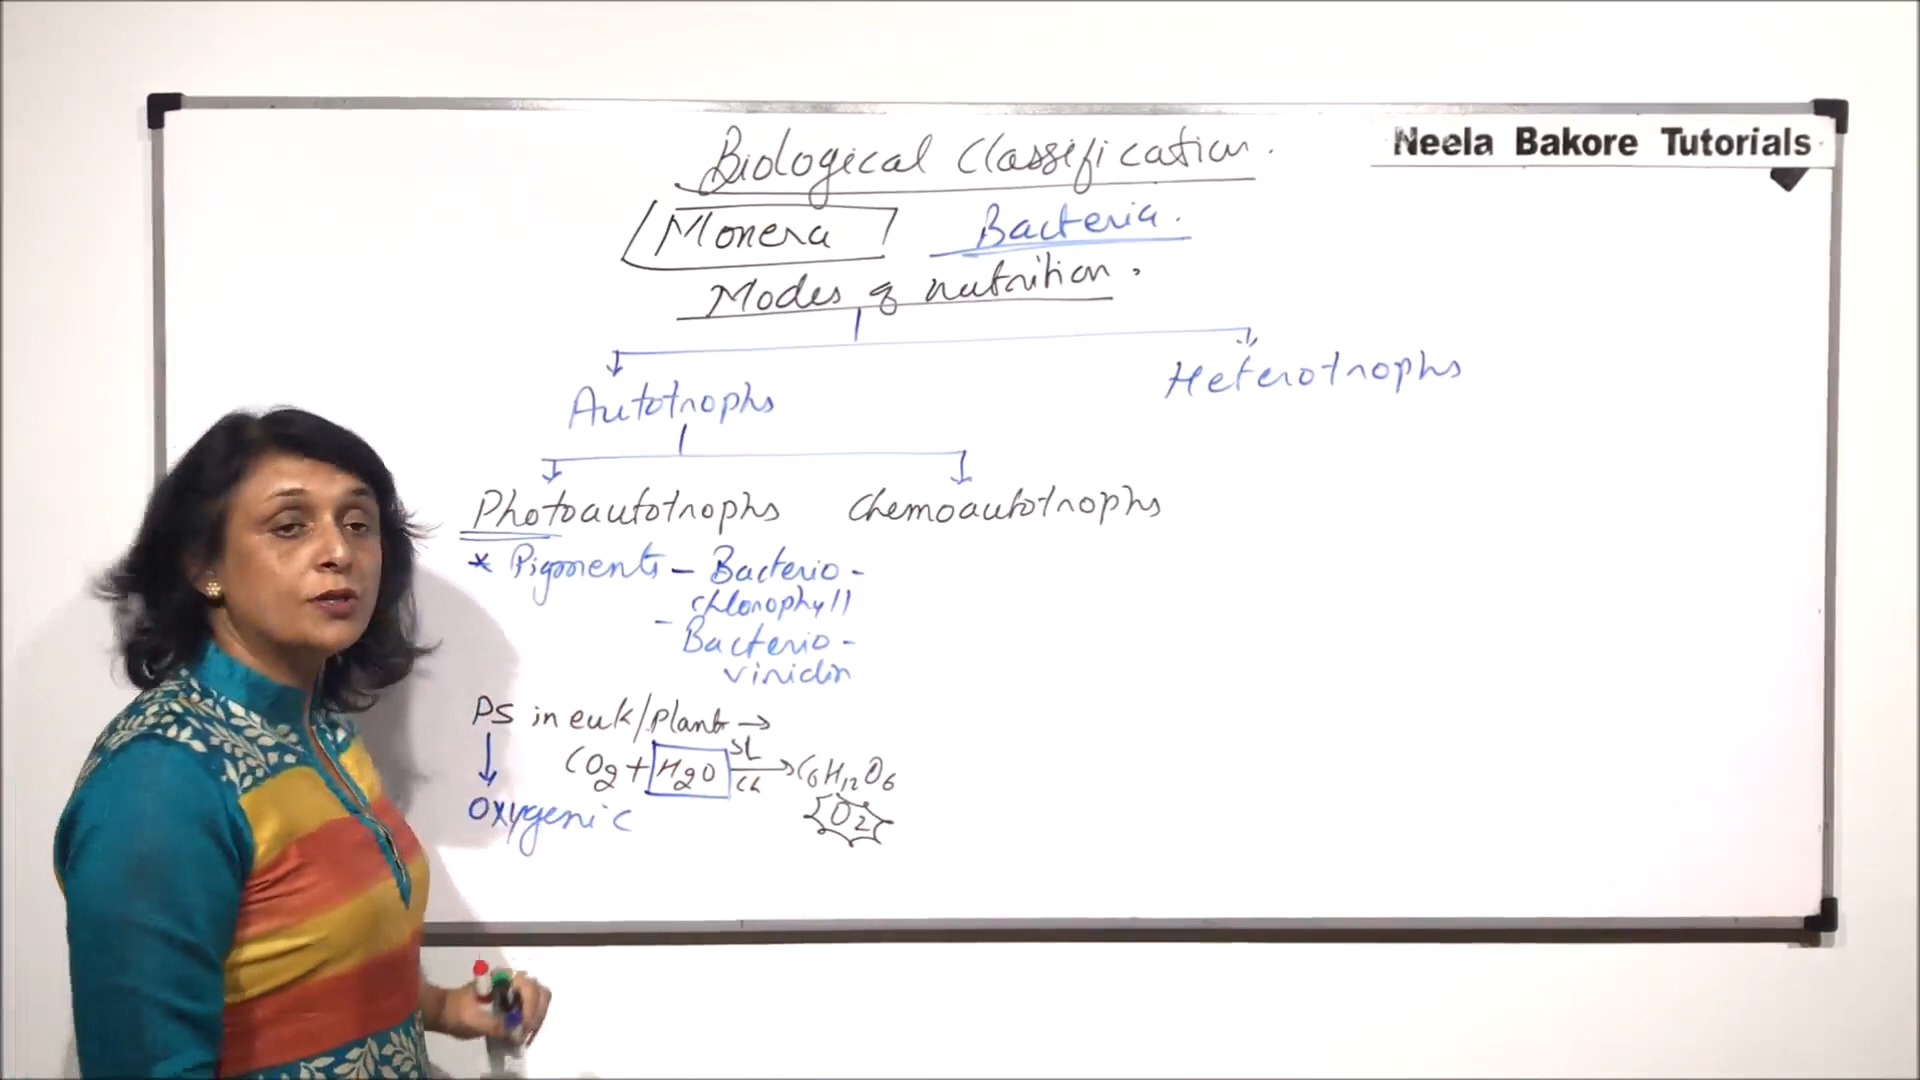 Biological Classification.
Neela Bakore Tutorials
Monera Bacteria.
Modes of nutrition.
Autotrophs
Heterotrophs
Photoautotrophs Chemoautotrophs
* Pigments - Bacterio-
chlorophyll
- Bacterio-
viridin
PS in euk/plant →
CO2 + H2O SL → Ch C6H12O6
O2
Oxygenic